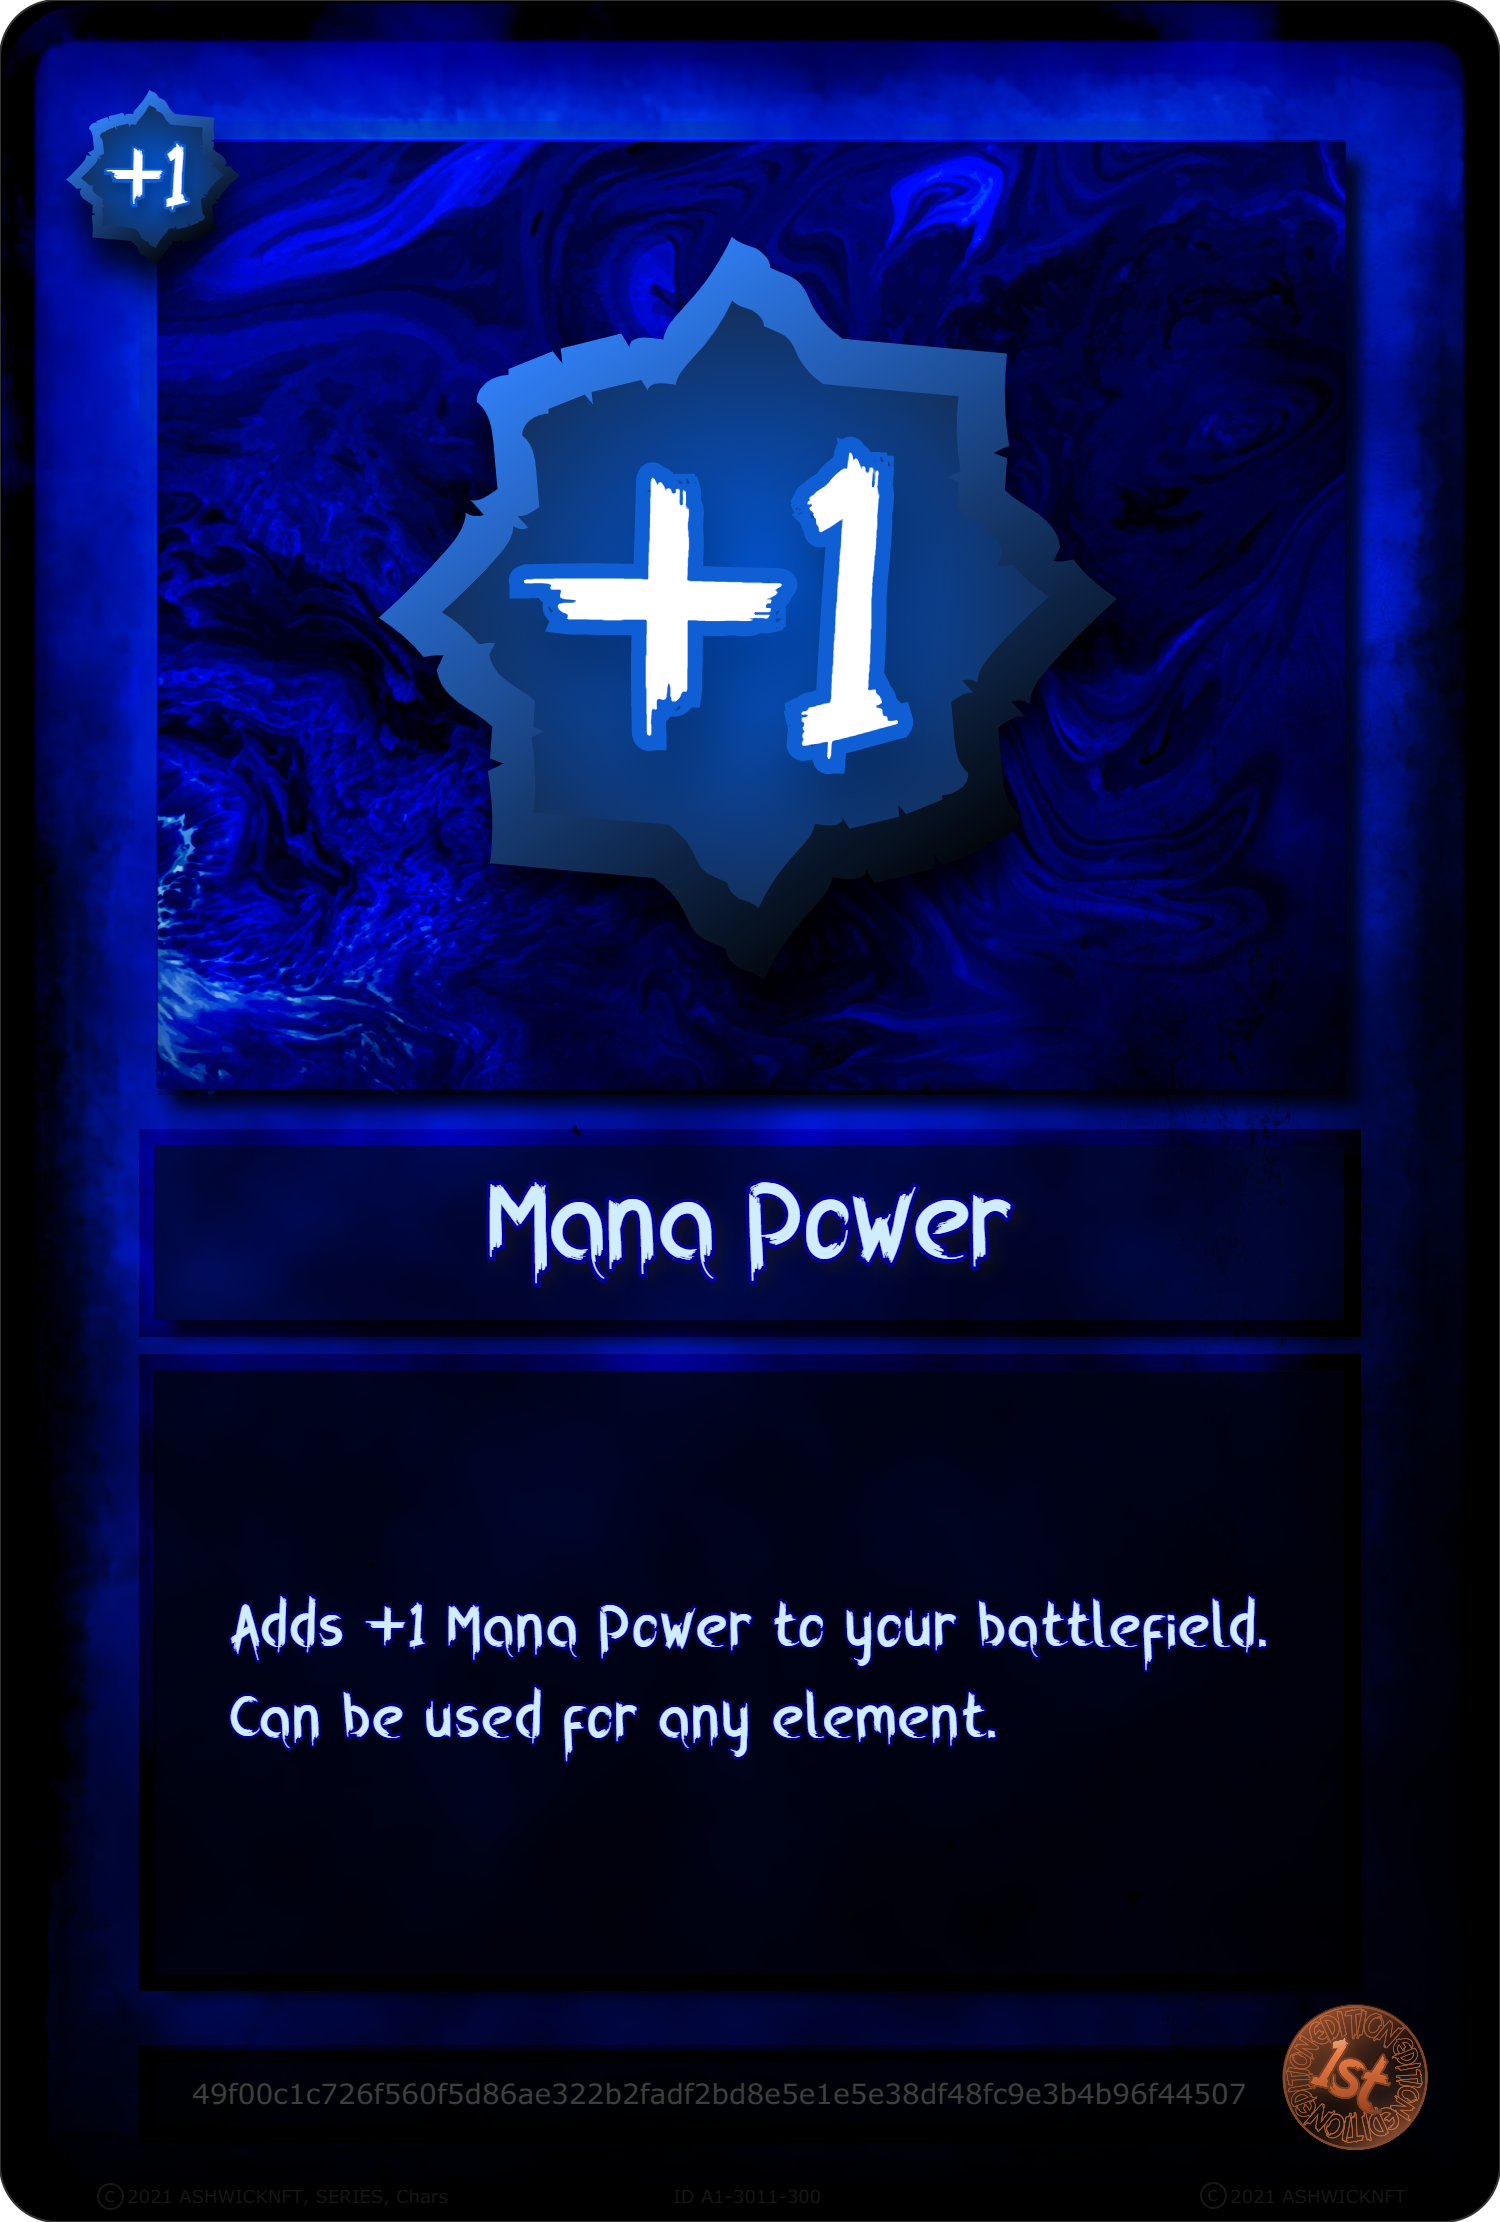 +1
+1
Mana Power
Adds +1 Mana Power to your battlefield.
Can be used for any element.
49f00c1c726f560f5d86ae322b2fadf2bd8e5e1e5e38df48fc9e3b4b96f44507
EDITION EDITION EDITION EDITION
1st
©2021 ASHWICKNFT, SERIES, Chars
ID A1-3011-300
©2021 ASHWICKNFT